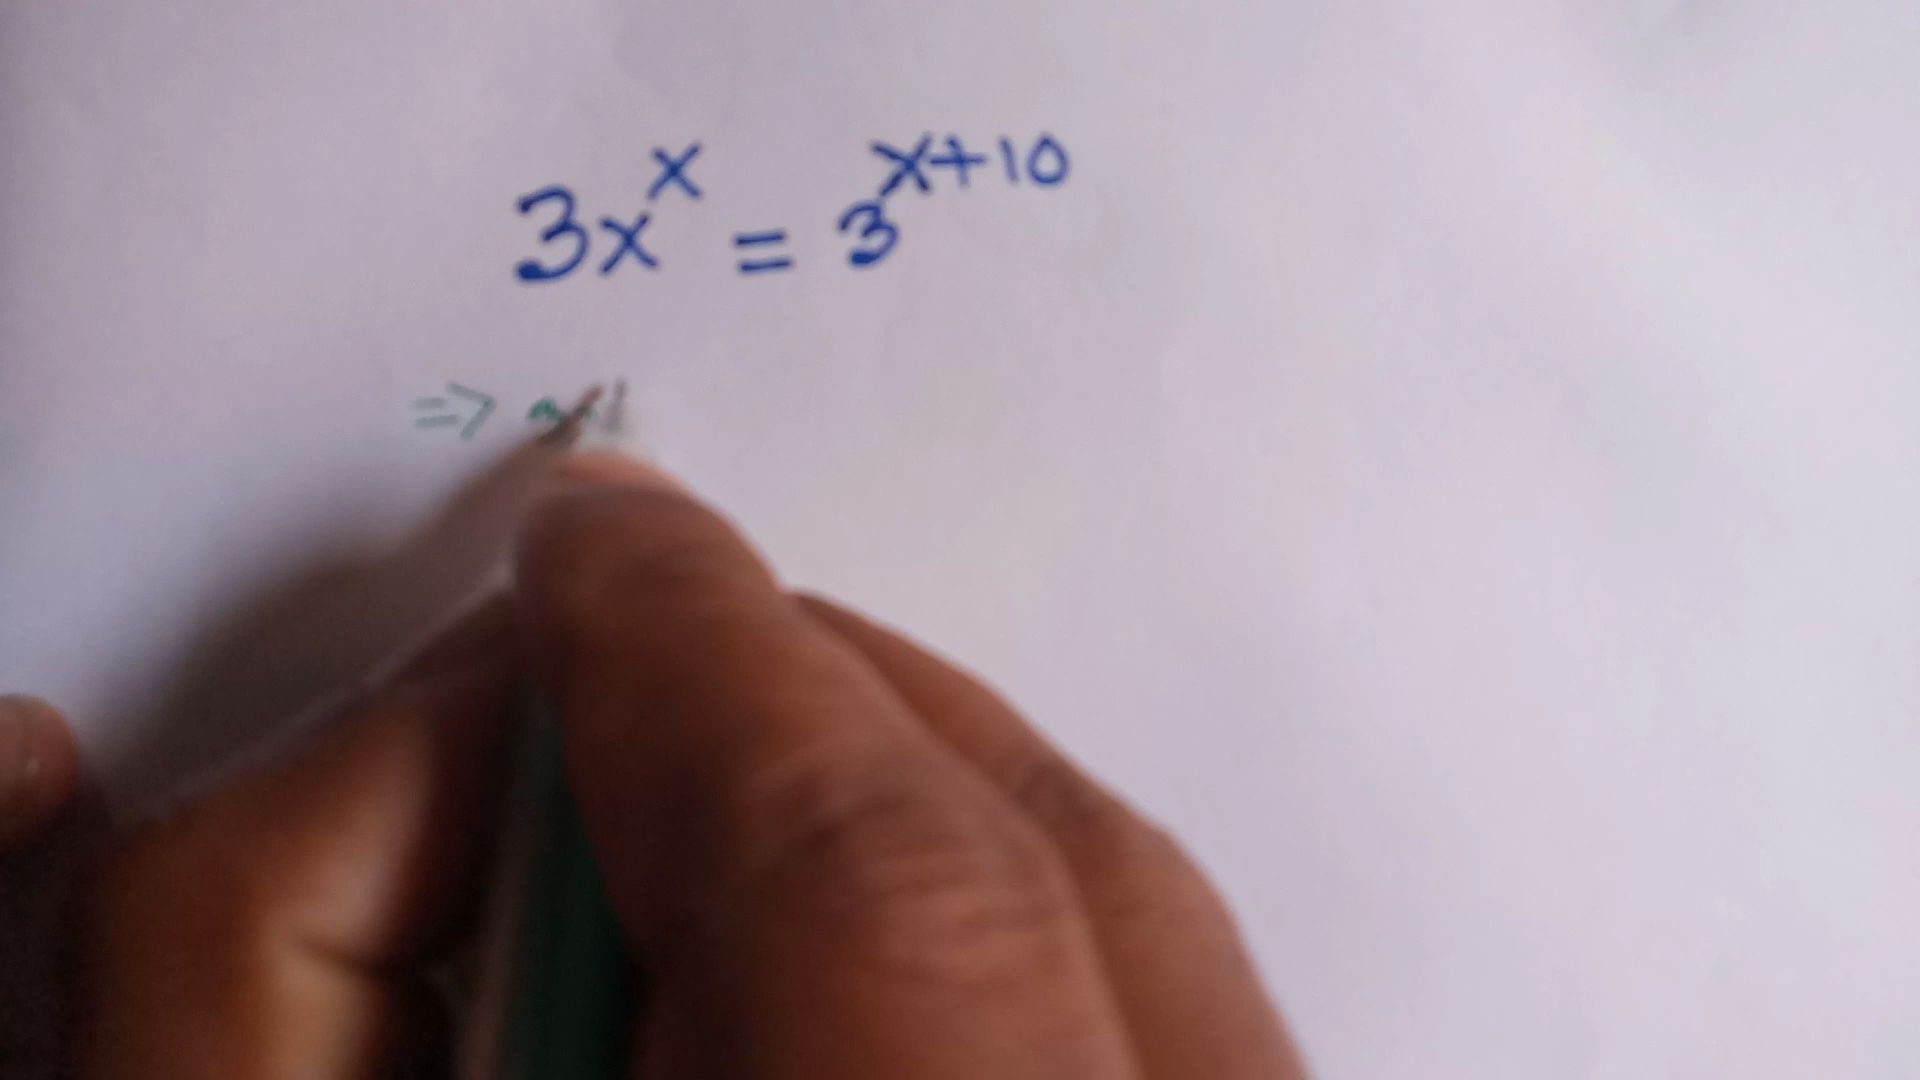 3x^x = 3^{x+10}
=>